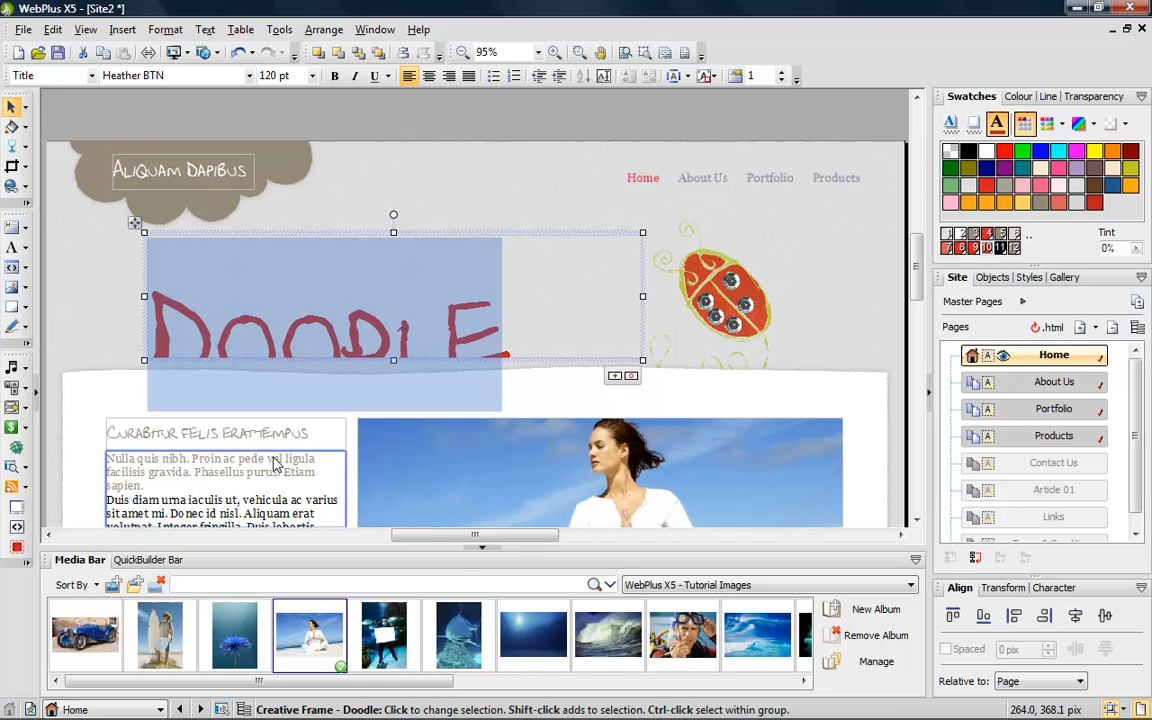 WebPlus X5 - [Site2 *]
File Edit View Insert Format Text Table Tools Arrange Window Help
95%
Title Heather BTN 120 pt B I U 1
Swatches Colour Line Transparency
Tint
0%
ALIQUAM DAPIBUS
Home About Us Portfolio Products
DOODLE.
CURABITUR FELIS ERAT TEMPUS
Nulla quis nibh. Proin ac pede vel ligula
facilisis gravida. Phasellus purus. Etiam
sapien.
Duis diam urna iaculis ut, vehicula ac varius
sit amet mi. Donec id nisl. Aliquam erat
volutpat. Integer fringilla. Duis lobortis
Site Objects Styles Gallery
Master Pages
Pages .html
Home
About Us
Portfolio
Products
Contact Us
Article 01
Links
Media Bar QuickBuilder Bar
Sort By WebPlus X5 - Tutorial Images
New Album
Remove Album
Manage
Align Transform Character
Spaced 0 pix
Relative to: Page
Home Creative Frame - Doodle: Click to change selection. Shift-click adds to selection. Ctrl-click select within group. 264.0, 368.1 pix